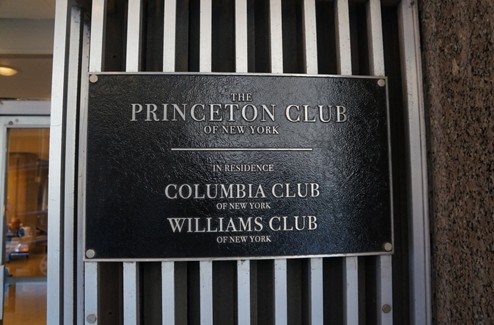 THE
PRINCETON CLUB
OF NEW YORK
IN RESIDENCE
COLUMBIA CLUB
OF NEW YORK
WILLIAMS CLUB
OF NEW YORK